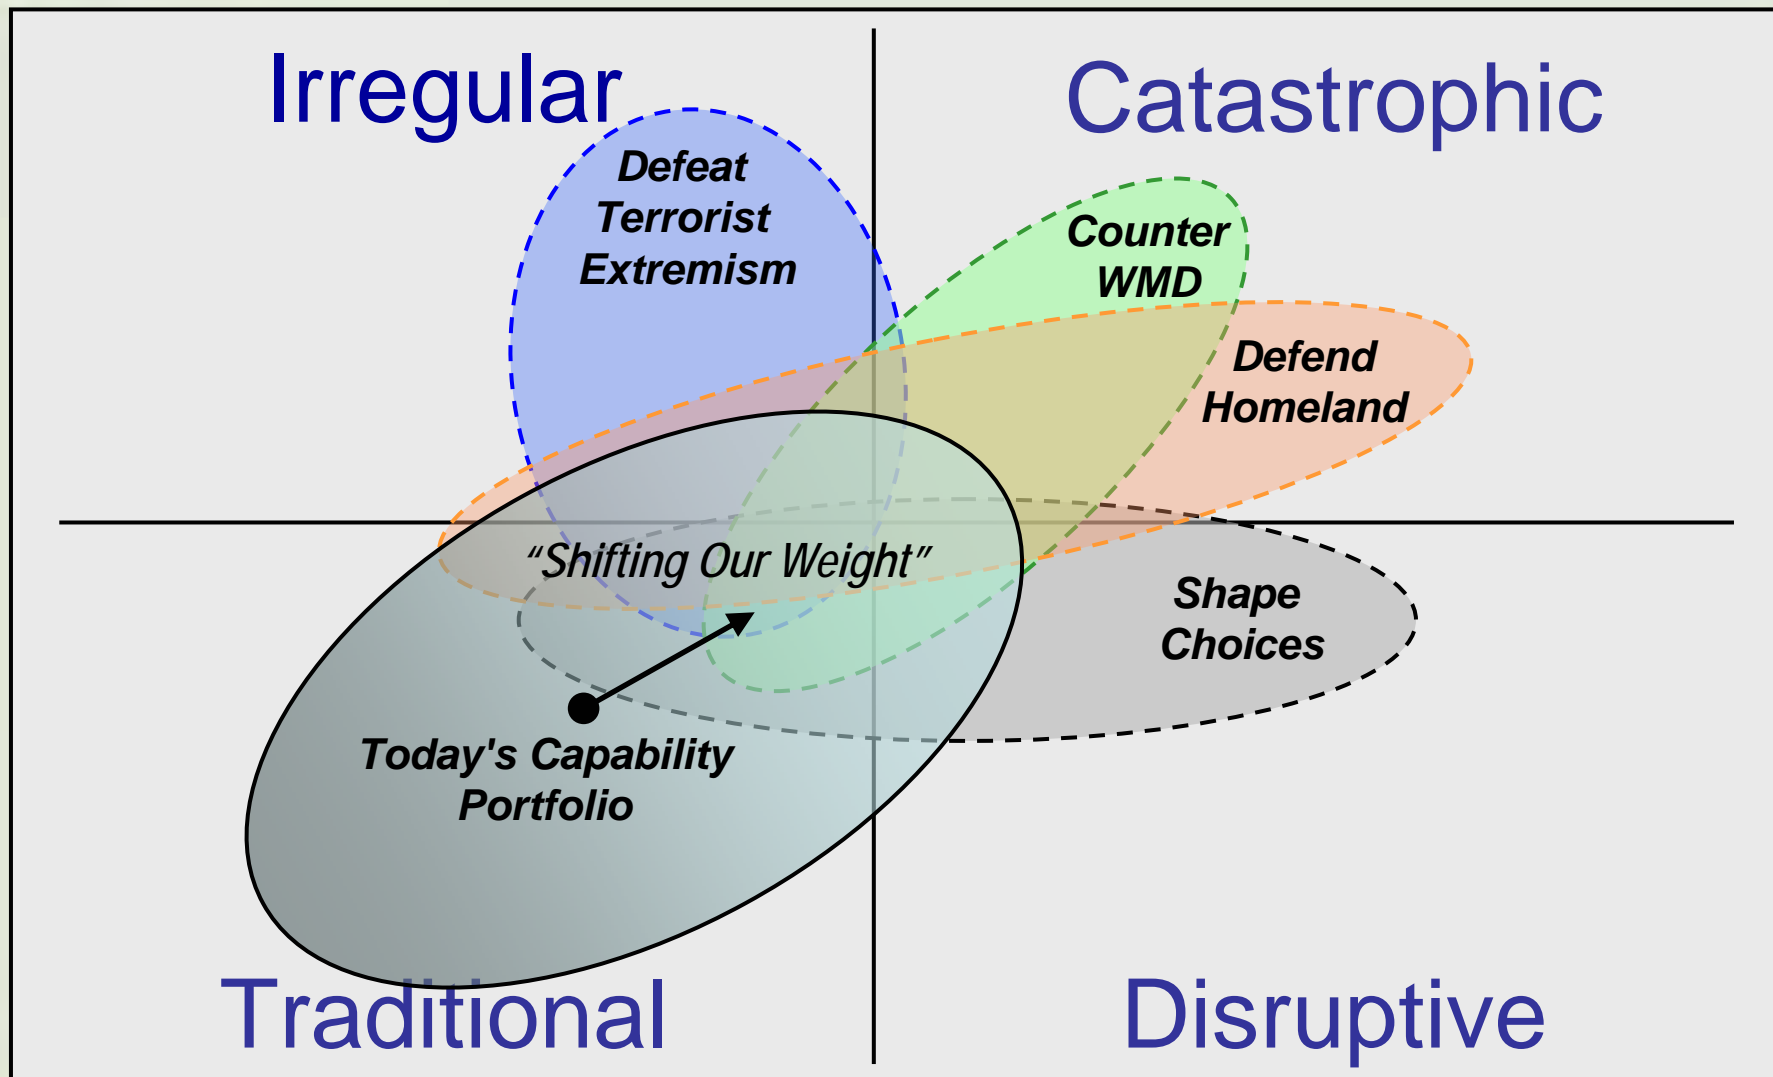 Irregular
Catastrophic
Defeat
Terrorist
Extremism
Counter
WMD
Defend
Homeland
“Shifting Our Weight”
Shape
Choices
Today's Capability
Portfolio
Traditional
Disruptive